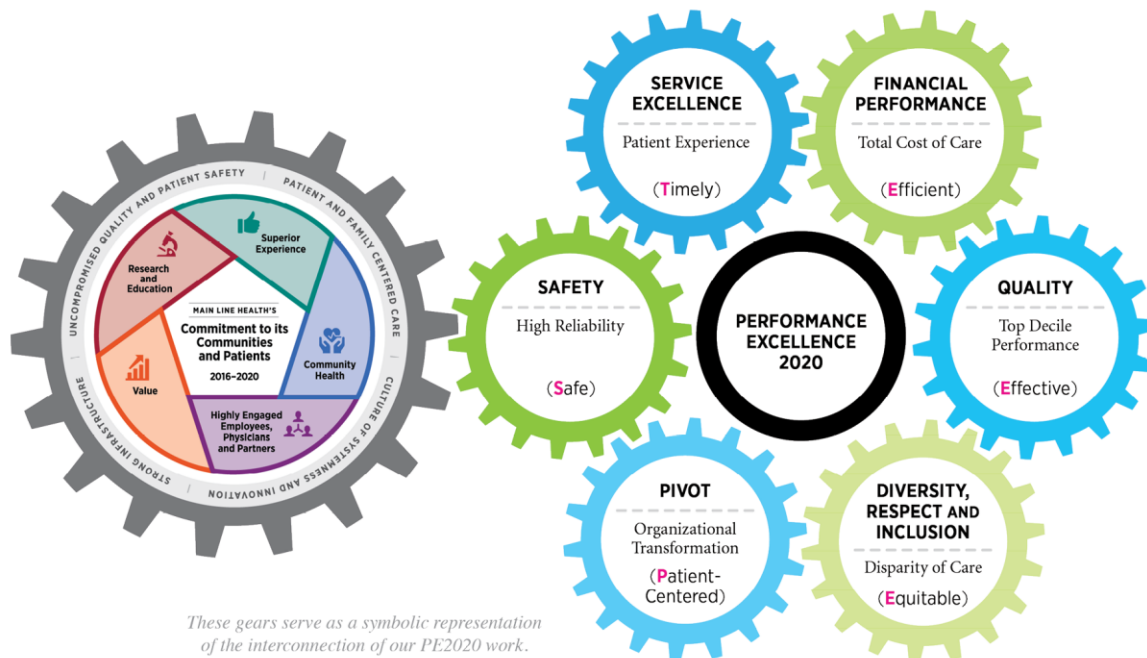 UNCOMPROMISED QUALITY AND PATIENT SAFETY
PATIENT AND FAMILY CENTERED CARE
CULTURE OF SYSTEMNESS AND INNOVATION
STRONG INFRASTRUCTURE
Superior
Experience
Research
and
Education
MAIN LINE HEALTH'S
Commitment to its
Communities
and Patients
2016–2020
Community
Health
Value
Highly Engaged
Employees,
Physicians
and Partners
SERVICE
EXCELLENCE
Patient Experience
(Timely)
FINANCIAL
PERFORMANCE
Total Cost of Care
(Efficient)
SAFETY
High Reliability
(Safe)
PERFORMANCE
EXCELLENCE
2020
QUALITY
Top Decile
Performance
(Effective)
PIVOT
Organizational
Transformation
(Patient-
Centered)
DIVERSITY,
RESPECT AND
INCLUSION
Disparity of Care
(Equitable)
These gears serve as a symbolic representation
of the interconnection of our PE2020 work.